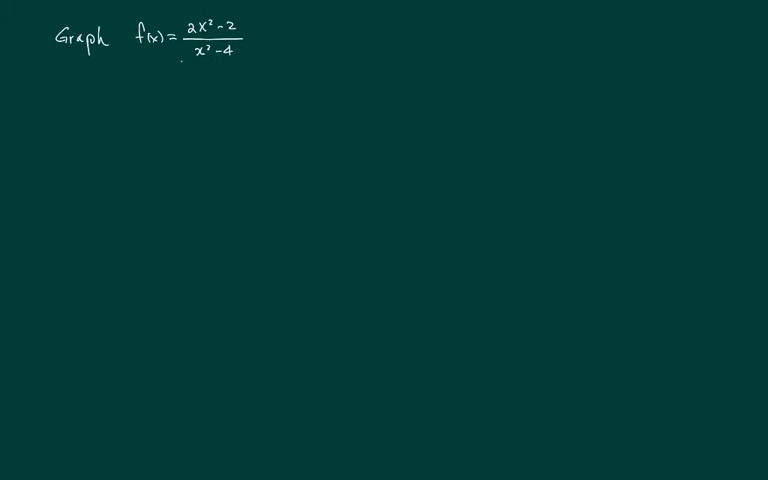 Graph f(x) = (2x² - 2)/(x² - 4)